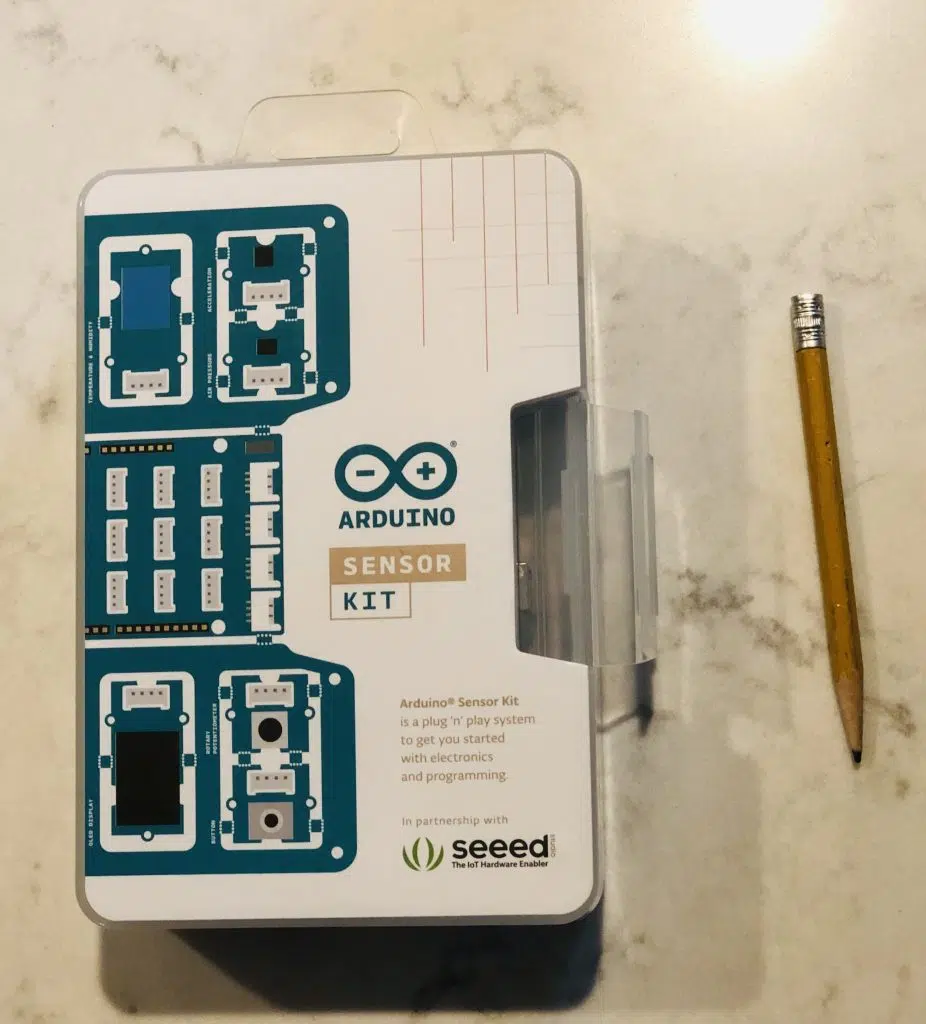 TEMPERATURE & HUMIDITY
ACCELERATION
AIR PRESSURE
ARDUINO
SENSOR
KIT
ROTARY
POTENTIOMETER
OLED DISPLAY
BUTTON
Arduino® Sensor Kit
is a plug 'n' play system
to get you started
with electronics
and programming.
In partnership with
seeed
studio
The IoT Hardware Enabler